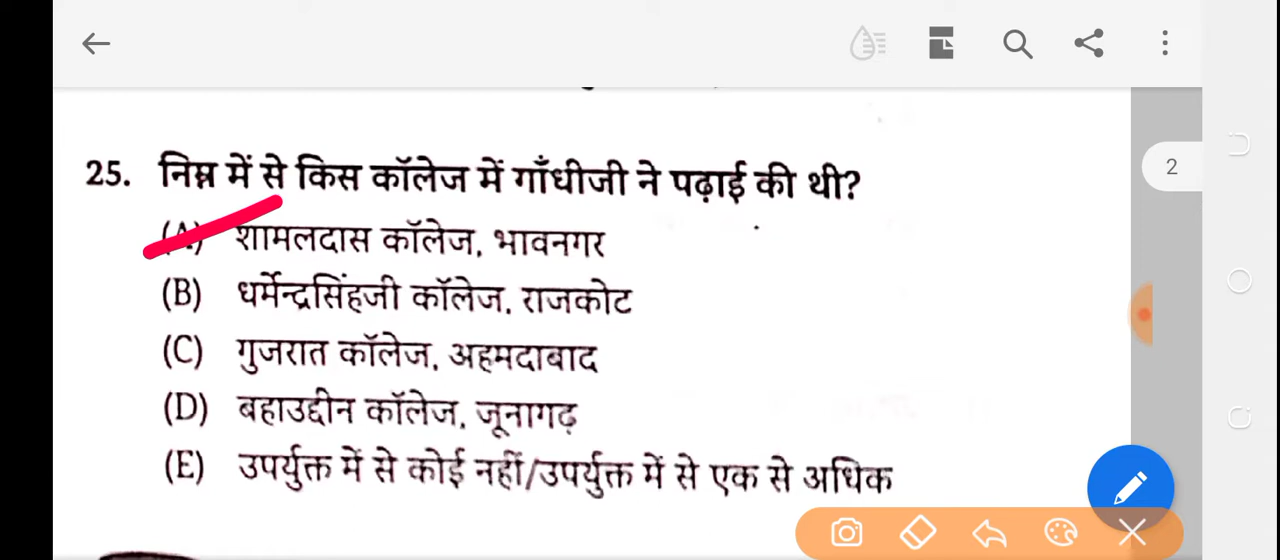 25. निम्न में से किस कॉलेज में गाँधीजी ने पढ़ाई की थी?
(A) शामलदास कॉलेज, भावनगर
2
(B) धर्मेन्द्रसिंहजी कॉलेज, राजकोट
(C) गुजरात कॉलेज, अहमदाबाद
(D) बहाउद्दीन कॉलेज, जूनागढ़
(E) उपर्युक्त में से कोई नहीं/उपर्युक्त में से एक से अधिक